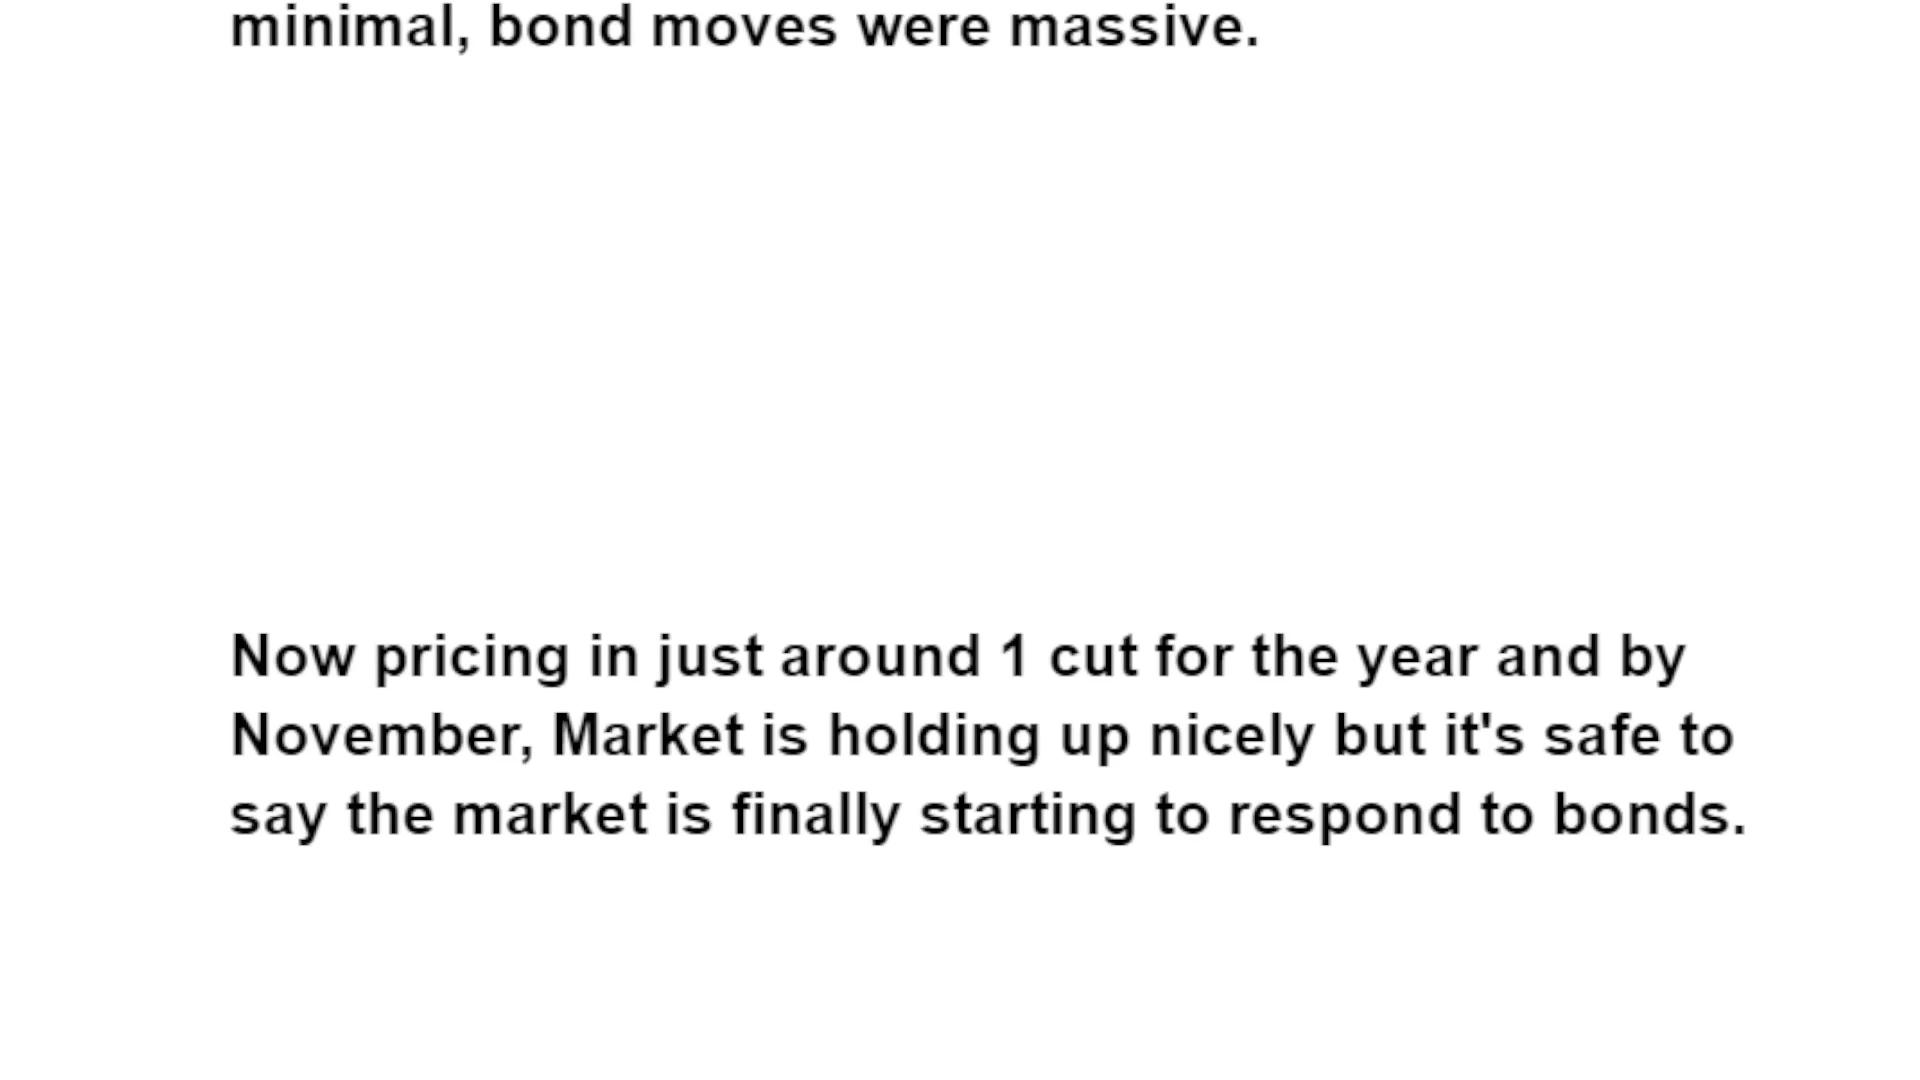 minimal, bond moves were massive.
Now pricing in just around 1 cut for the year and by
November, Market is holding up nicely but it's safe to
say the market is finally starting to respond to bonds.